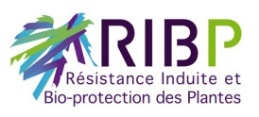 RIBP
Résistance Induite et
Bio-protection des Plantes